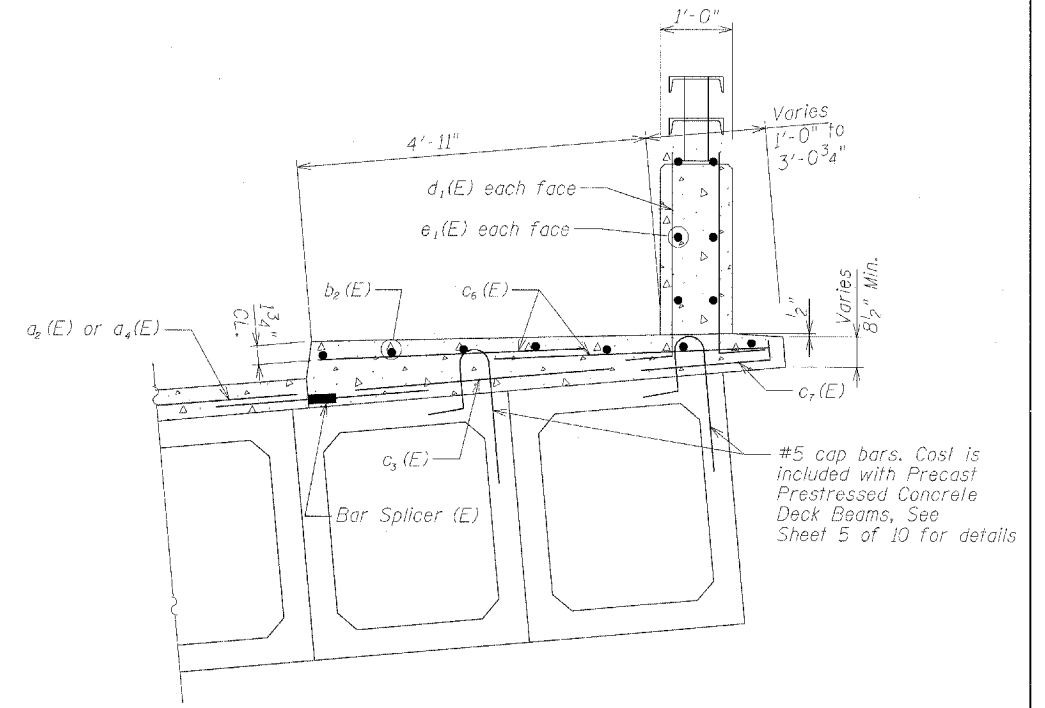 1'-0"
Varies
1'-0" to
3'-0¾"
4'-11"
d₁(E) each face
e₁(E) each face
b₂(E)
c₆(E)
1¾"
CL.
a₂(E) or a₄(E)
½"
Varies
8½" Min.
c₇(E)
c₃(E)
#5 cap bars. Cost is
included with Precast
Prestressed Concrete
Deck Beams, See
Sheet 5 of 10 for details
Bar Splicer (E)